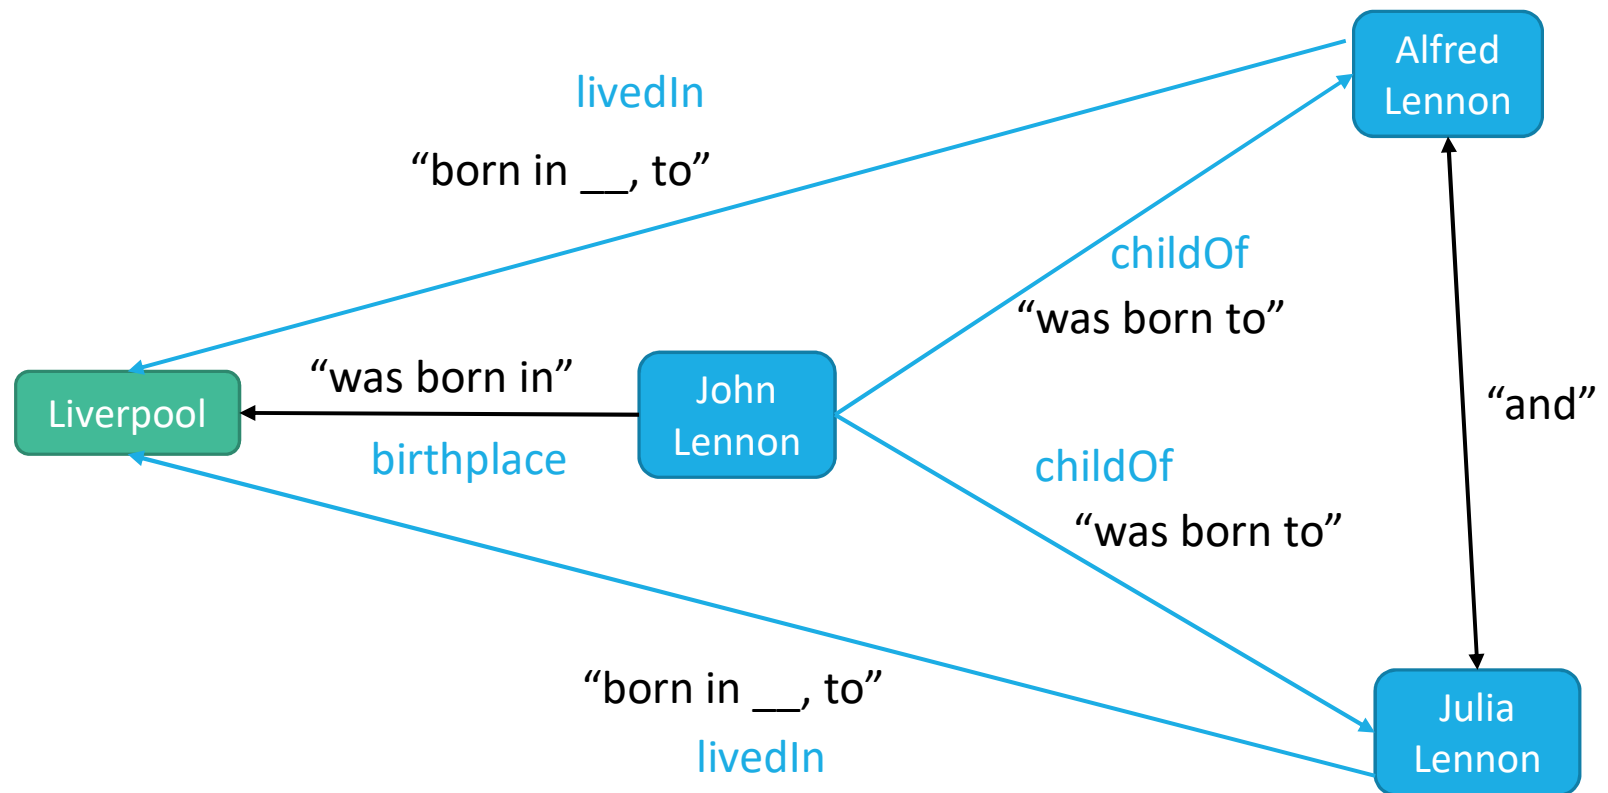 Alfred
Lennon
livedIn
“born in __, to”
childOf
“was born to”
“was born in”
John
Lennon
Liverpool
“and”
birthplace
childOf
“was born to”
“born in __, to”
livedIn
Julia
Lennon